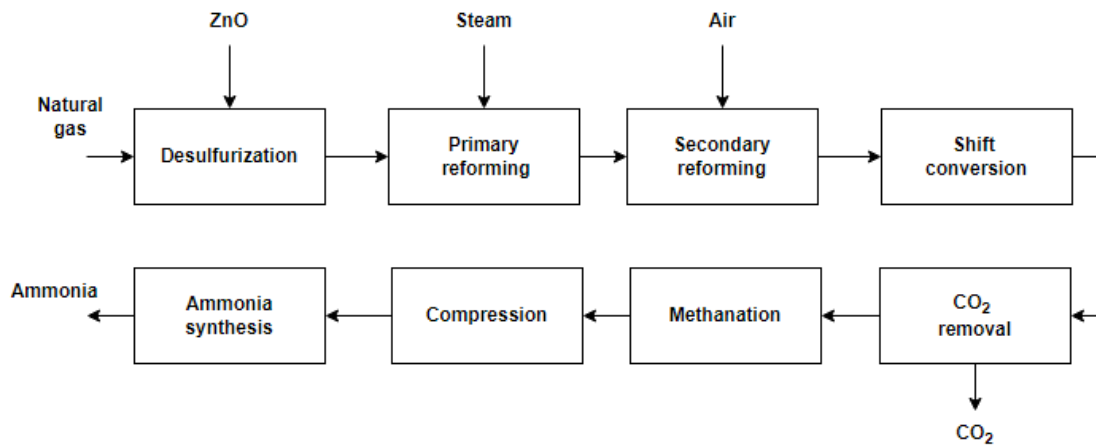 ZnO
Steam
Air
Natural
gas
Desulfurization
Primary
reforming
Secondary
reforming
Shift
conversion
Ammonia
Ammonia
synthesis
Compression
Methanation
CO₂
removal
CO₂